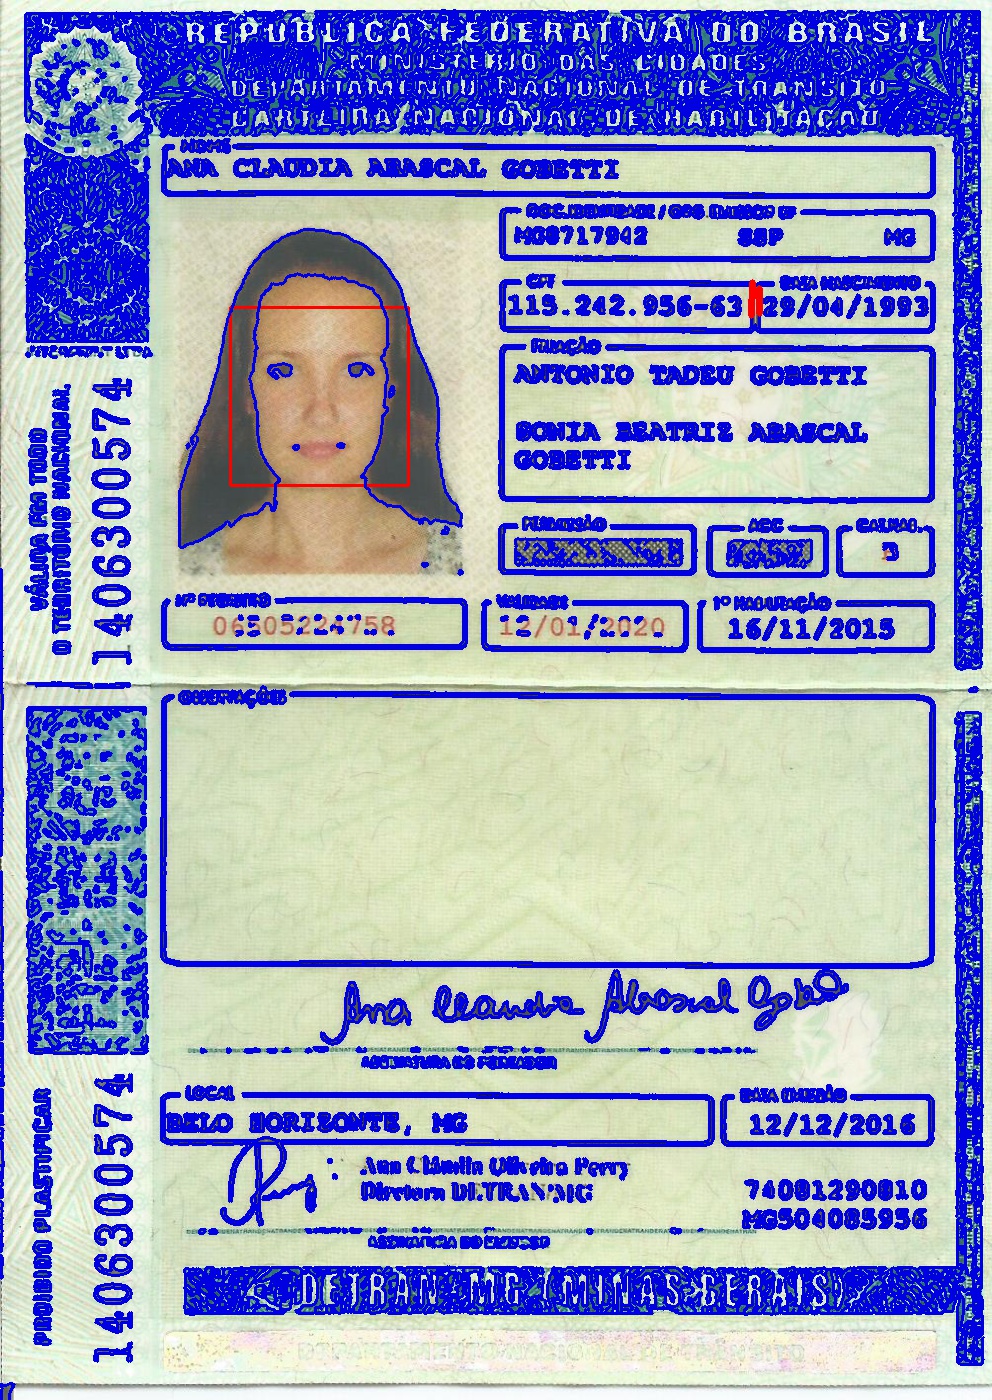 REPÚBLICA FEDERATIVA DO BRASIL
MINISTÉRIO DAS CIDADES
DEPARTAMENTO NACIONAL DE TRÂNSITO
CARTEIRA NACIONAL DE HABILITAÇÃO
NOME
ANA CLAUDIA ABASCAL GOBETTI
DOC. IDENTIDADE / ORG. EMISSOR UF
MG8717942 SSP MG
CPF
DATA NASCIMENTO
115.242.956-63
29/04/1993
FILIAÇÃO
ANTONIO TADEU GOBETTI
SONIA BEATRIZ ABASCAL
GOBETTI
PERMISSÃO
ACC
CAT.HAB.
B
Nº REGISTRO
VALIDADE
1ª HABILITAÇÃO
12/01/2020
16/11/2015
VÁLIDA EM TODO
O TERRITÓRIO NACIONAL
1406300574
OBSERVAÇÕES
Ana Claudia Abascal Gobetti
ASSINATURA DO PORTADOR
LOCAL
DATA EMISSÃO
BELO HORIZONTE, MG
12/12/2016
Ana Cláudia Oliveira Perry
Diretora DETRAN/MG
74081290810
MG504085956
ASSINATURA DO EMISSOR
PROIBIDO PLASTIFICAR
1406300574
DETRAN-MG (MINAS GERAIS)